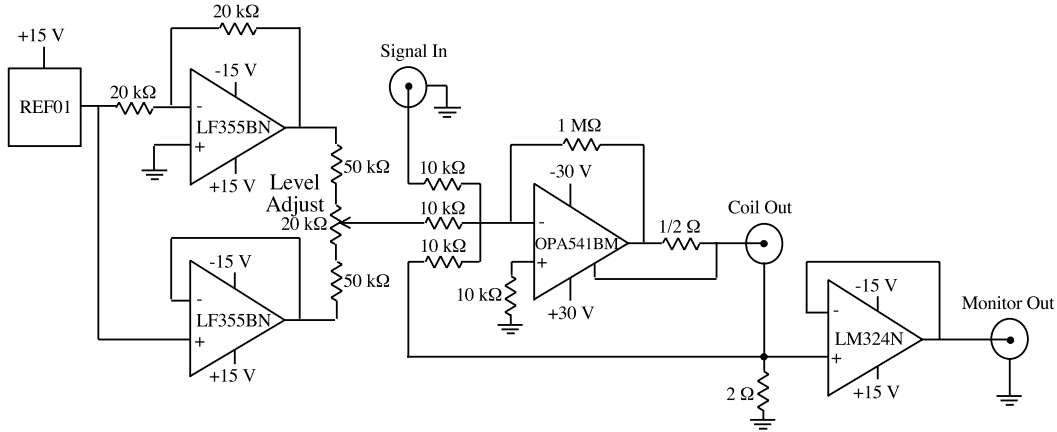 +15 V
REF01
20 kΩ
20 kΩ
-15 V
-
LF355BN
+
+15 V
-15 V
-
LF355BN
+
+15 V
50 kΩ
Level
Adjust
20 kΩ
50 kΩ
Signal In
10 kΩ
10 kΩ
10 kΩ
1 MΩ
-30 V
-
OPA541BM
+
+30 V
10 kΩ
1/2 Ω
Coil Out
2 Ω
-15 V
-
LM324N
+
+15 V
Monitor Out